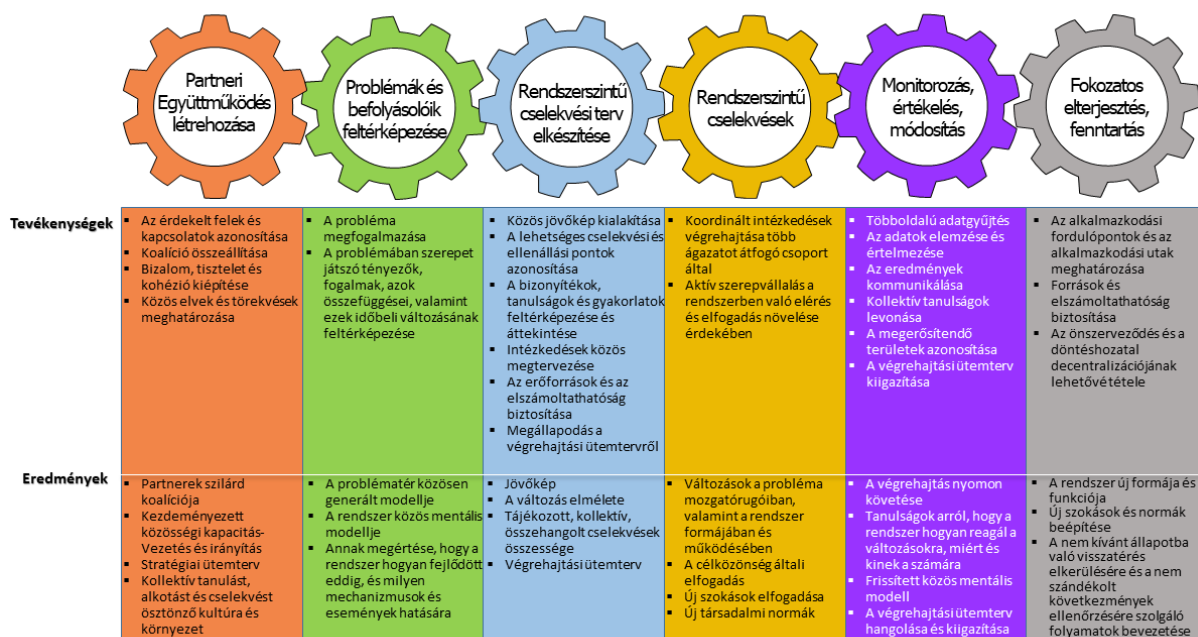 Partneri
Együttműködés
létrehozása
Problémák és
befolyásolóik
feltérképezése
Rendszerszintű
cselekvési terv
elkészítése
Rendszerszintű
cselekvések
Monitorozás,
értékelés,
módosítás
Fokozatos
elterjesztés,
fenntartás
Tevékenységek
▪ Az érdekelt felek és
kapcsolatok azonosítása
▪ Koalíció összeállítása
▪ Bizalom, tisztelet és
kohézió kiépítése
▪ Közös elvek és törekvések
meghatározása
▪ A probléma
megfogalmazása
▪ A problémában szerepet
játszó tényezők,
fogalmak, azok
összefüggései, valamint
ezek időbeli változásának
feltérképezése
▪ Közös jövőkép kialakítása
▪ A lehetséges cselekvési és
ellenállási pontok
azonosítása
▪ A bizonyítékok,
tanulságok és gyakorlatok
feltérképezése és
áttekintése
▪ Intézkedések közös
megtervezése
▪ Az erőforrások és az
elszámoltathatóság
biztosítása
▪ Megállapodás a
végrehajtási ütemtervről
▪ Koordinált intézkedések
végrehajtása több
ágazatot átfogó csoport
által
▪ Aktív szerepvállalás a
rendszerben való elérés
és elfogadás növelése
érdekében
▪ Többoldalú adatgyűjtés
▪ Az adatok elemzése és
értelmezése
▪ Az eredmények
kommunikálása
▪ Kollektív tanulságok
levonása
▪ A megerősítendő
területek azonosítása
▪ A végrehajtási ütemterv
kiigazítása
▪ Az alkalmazkodási
fordulópontok és az
alkalmazkodási utak
meghatározása
▪ Források és
elszámoltathatóság
biztosítása
▪ Az önszerveződés és a
döntéshozatal
decentralizációjának
lehetővé tétele
Eredmények
▪ Partnerek szilárd
koalíciója
▪ Kezdeményezett
közösségi kapacitás-
Vezetés és irányítás
▪ Stratégiai ütemterv
▪ Kollektív tanulást,
alkotást és cselekvést
ösztönző kultúra és
környezet
▪ A problématér közösen
generált modellje
▪ A rendszer közös mentális
modellje
▪ Annak megértése, hogy a
rendszer hogyan fejlődött
eddig, és milyen
mechanizmusok és
események hatására
▪ Jövőkép
▪ A változás elmélete
▪ Tájékozott, kollektív,
összehangolt cselekvések
összessége
▪ Végrehajtási ütemterv
▪ Változások a probléma
mozgatórugóiban,
valamint a rendszer
formájában és
működésében
▪ A célközönség általi
elfogadás
▪ Új szokások elfogadása
▪ Új társadalmi normák
▪ A végrehajtás nyomon
követése
▪ Tanulságok arról, hogy a
rendszer hogyan reagál a
változásokra, miért és
kinek a számára
▪ Frissített közös mentális
modell
▪ A végrehajtási ütemterv
hangolása és kiigazítása
▪ A rendszer új formája és
funkciója
▪ Új szokások és normák
beépítése
▪ A nem kívánt állapotba
való visszatérés
elkerülésére és a nem
szándékolt
következmények
ellenőrzésére szolgáló
folyamatok bevezetése